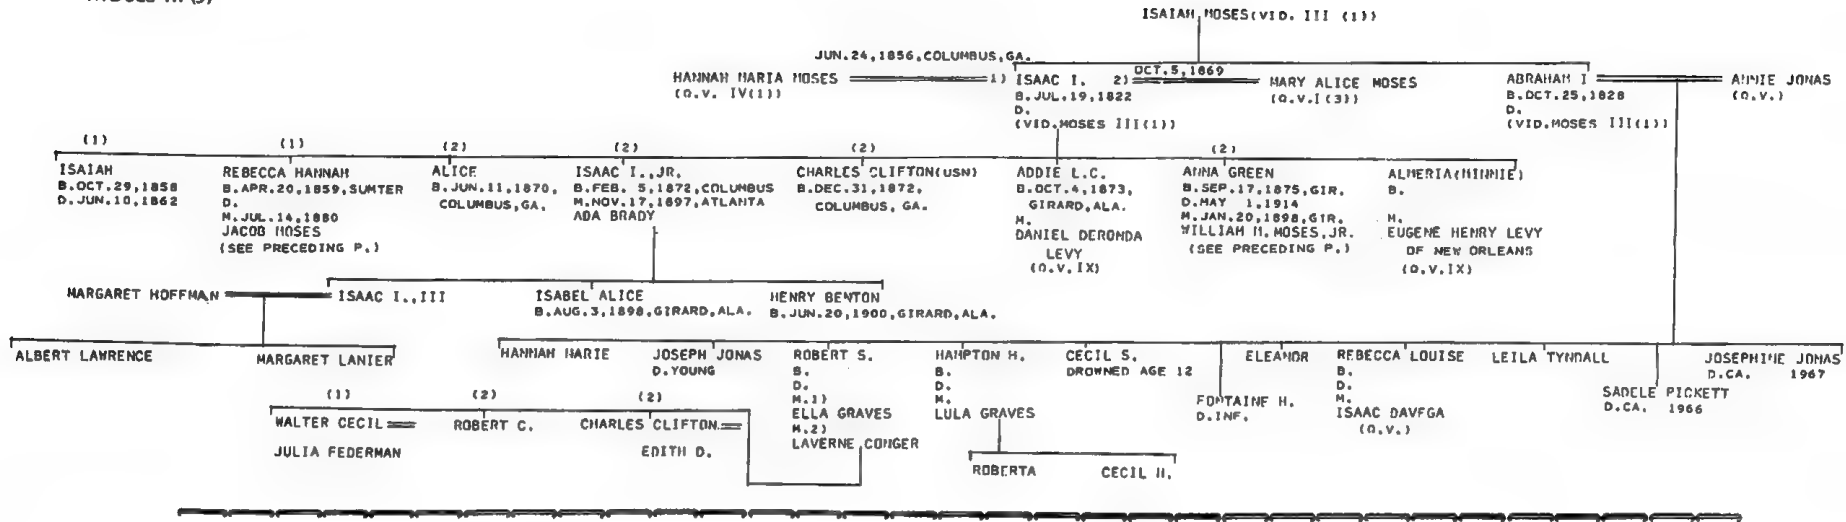 ISAIAH MOSES(VID. III (1))
JUN.24,1856,COLUMBUS,GA.
HANNAH MARIA MOSES
(Q.V. IV(1))
1) ISAAC I. 2)
B.JUL.19,1822
D.
(VID.MOSES III(1))
OCT.5,1869
MARY ALICE MOSES
(Q.V.I(3))
ABRAHAM I
B.OCT.25,1828
D.
(VID.MOSES III(1))
ANNIE JONAS
(Q.V.)
(1)
ISAIAH
B.OCT.29,1858
D.JUN.10,1862
(1)
REBECCA HANNAH
B.APR.20,1859,SUMTER
D.
M.JUL.14,1880
JACOB MOSES
(SEE PRECEDING P.)
(2)
ALICE
B.JUN.11,1870,
COLUMBUS,GA.
(2)
ISAAC I.,JR.
B.FEB. 5,1872,COLUMBUS
M.NOV.17,1897,ATLANTA
ADA BRADY
(2)
CHARLES CLIFTON(USN)
B.DEC.31,1872,
COLUMBUS, GA.
ADDIE L.C.
B.OCT.4,1873,
GIRARD,ALA.
M.
DANIEL DERONDA
LEVY
(Q.V.IX)
(2)
ANNA GREEN
B.SEP.17,1875,GIR.
D.MAY 1,1914
M.JAN.20,1898,GIR.
WILLIAM M.MOSES,JR.
(SEE PRECEDING P.)
ALMERIA(MINNIE)
B.
M.
EUGENE HENRY LEVY
OF NEW ORLEANS
(Q.V.IX)
MARGARET HOFFMAN
ISAAC I.,III
ISABEL ALICE
B.AUG.3,1898,GIRARD,ALA.
HENRY BENTON
B.JUN.20,1900,GIRARD,ALA.
ALBERT LAWRENCE
MARGARET LANIER
HANNAH MARIE
JOSEPH JONAS
D.YOUNG
ROBERT S.
B.
D.
M.1)
ELLA GRAVES
M.2)
LAVERNE CONGER
HAMPTON H.
B.
D.
M.
LULA GRAVES
CECIL S.
DROWNED AGE 12
FONTAINE H.
D.INF.
ELEANOR
REBECCA LOUISE
B.
D.
M.
ISAAC DAVEGA
(Q.V.)
LEILA TYNDALL
SADELE PICKETT
D.CA. 1966
JOSEPHINE JONAS
D.CA. 1967
(1)
WALTER CECIL
JULIA FEDERMAN
(2)
ROBERT C.
(2)
CHARLES CLIFTON
EDITH D.
ROBERTA
CECIL H.